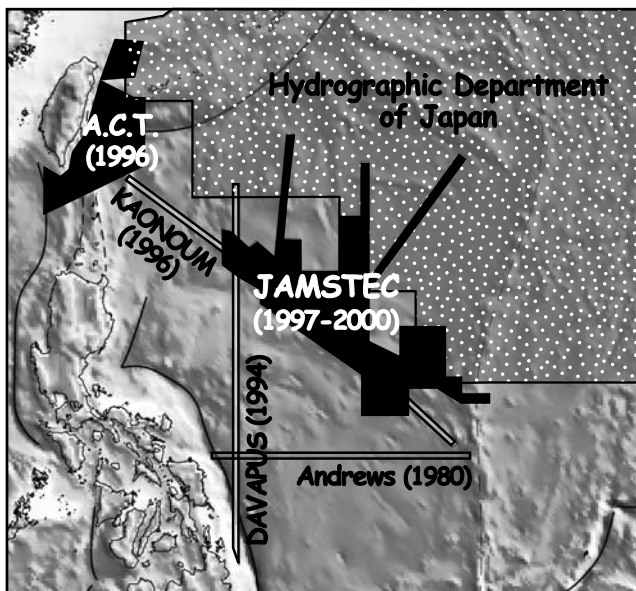 Hydrographic Department
of Japan
A.C.T.
(1996)
KAONOUM
(1996)
JAMSTEC
(1997-2000)
DAVAPUS (1994)
Andrews (1980)